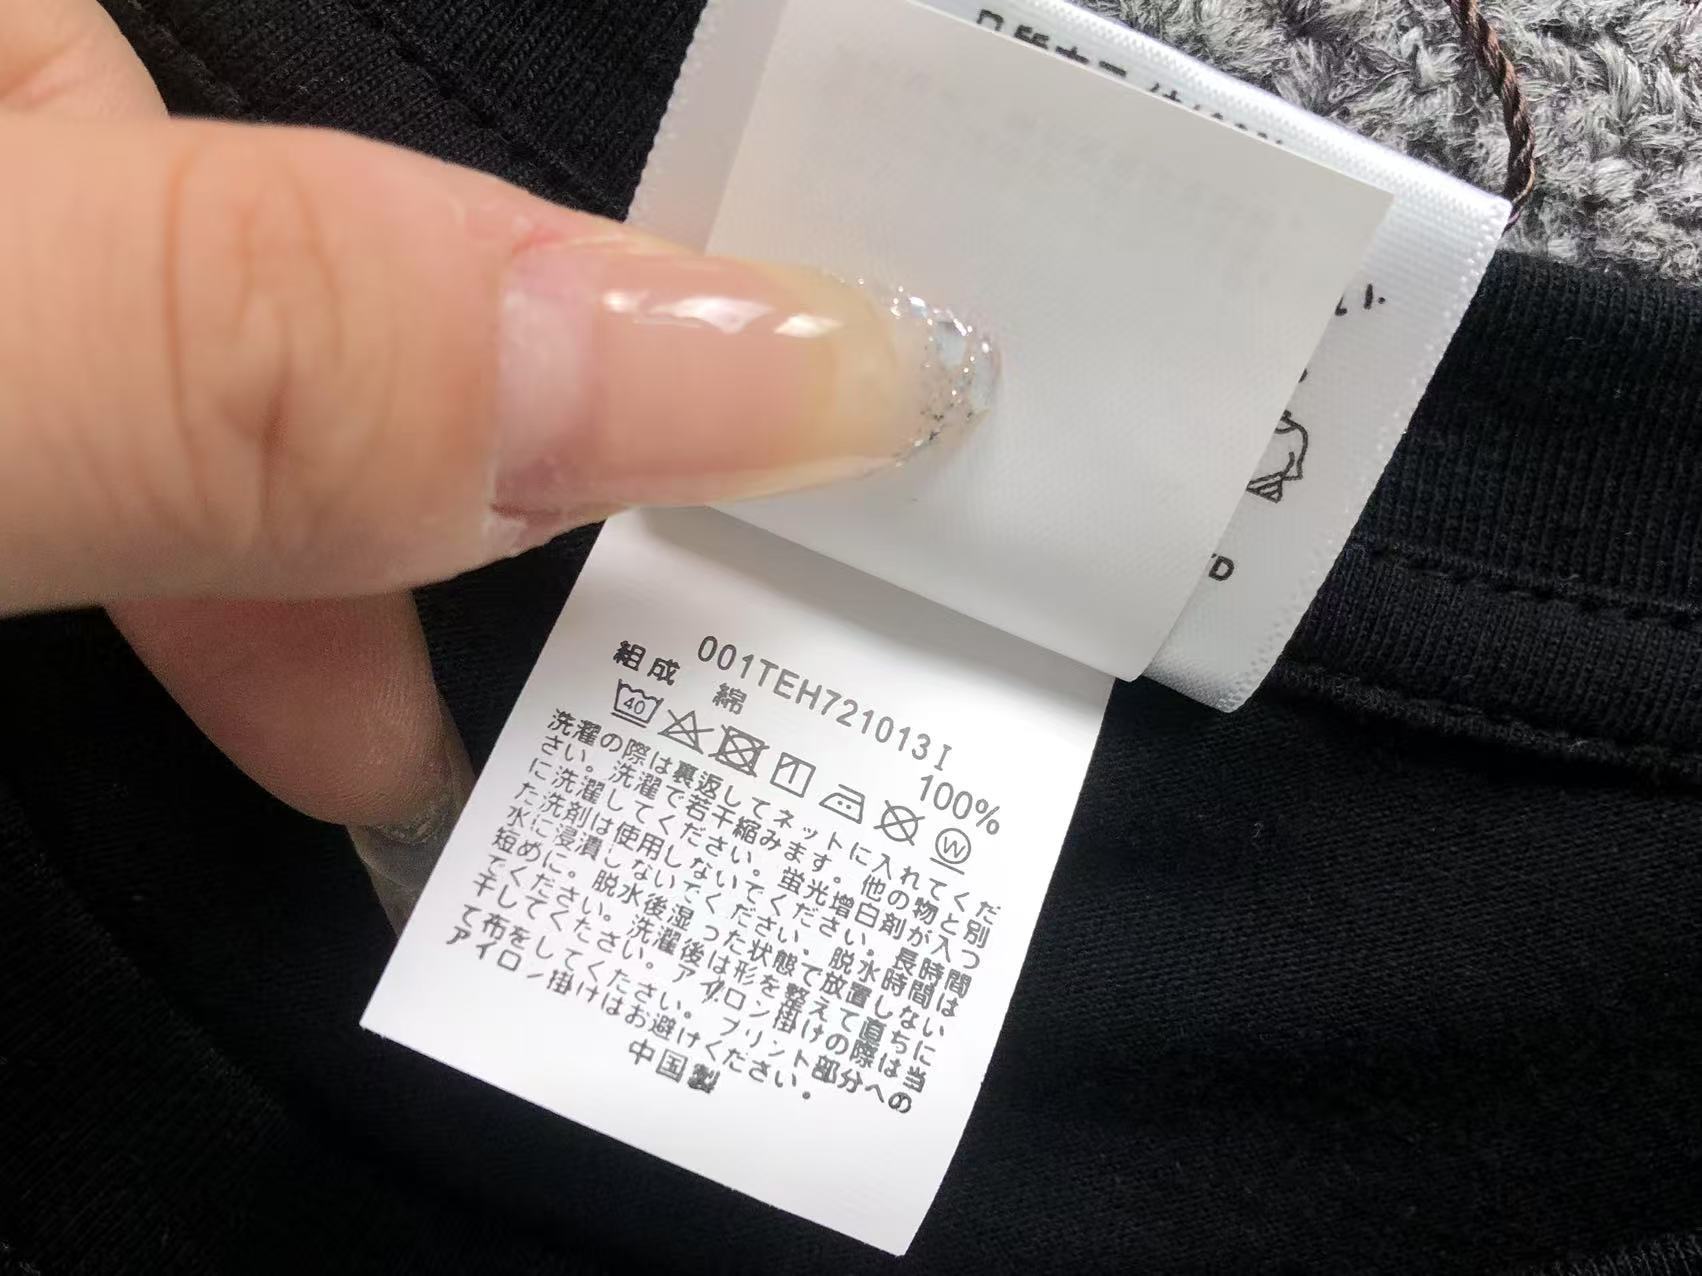 001TEH721013I
組成 綿 100%
40 W
洗濯の際は裏返してネットに入れてくだ
さい。洗濯で若干縮みます。他の物と別
に洗濯してください。蛍光増白剤が入っ
た洗剤は使用しないでください。長時間
水に浸漬しないでください、脱水時間は
短めに。脱水後湿った状態で放置しない
でください。洗濯後は形を整えて直ちに
干してください。アイロン掛けの際は当
て布をしてください。プリント部分への
アイロン掛けはお避けください。
中国製